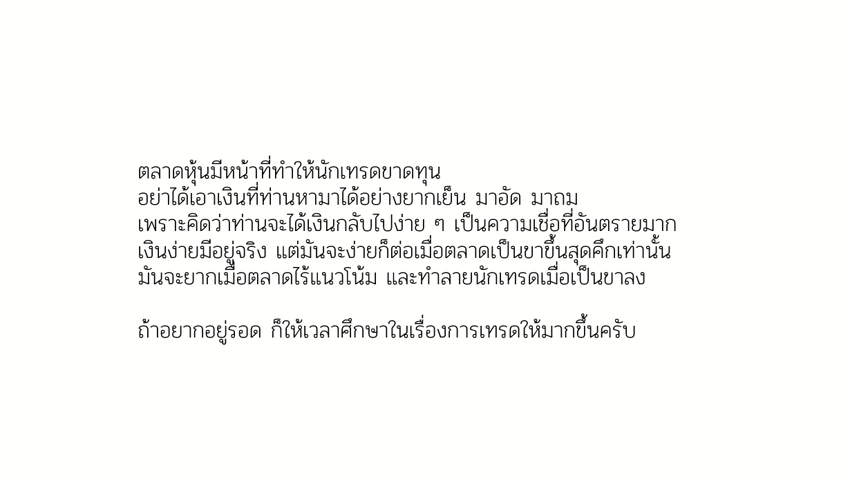 ตลาดหุ้นมีหน้าที่ทำให้นักเทรดขาดทุน
อย่าได้เอาเงินที่ท่านหามาได้อย่างยากเย็น มาอัด มาถม
เพราะคิดว่าท่านจะได้เงินกลับไปง่าย ๆ เป็นความเชื่อที่อันตรายมาก
เงินง่ายมีอยู่จริง แต่มันจะง่ายก็ต่อเมื่อตลาดเป็นขาขึ้นสุดคึกเท่านั้น
มันจะยากเมื่อตลาดไร้แนวโน้ม และทำลายนักเทรดเมื่อเป็นขาลง
ถ้าอยากอยู่รอด ก็ให้เวลาศึกษาในเรื่องการเทรดให้มากขึ้นครับ